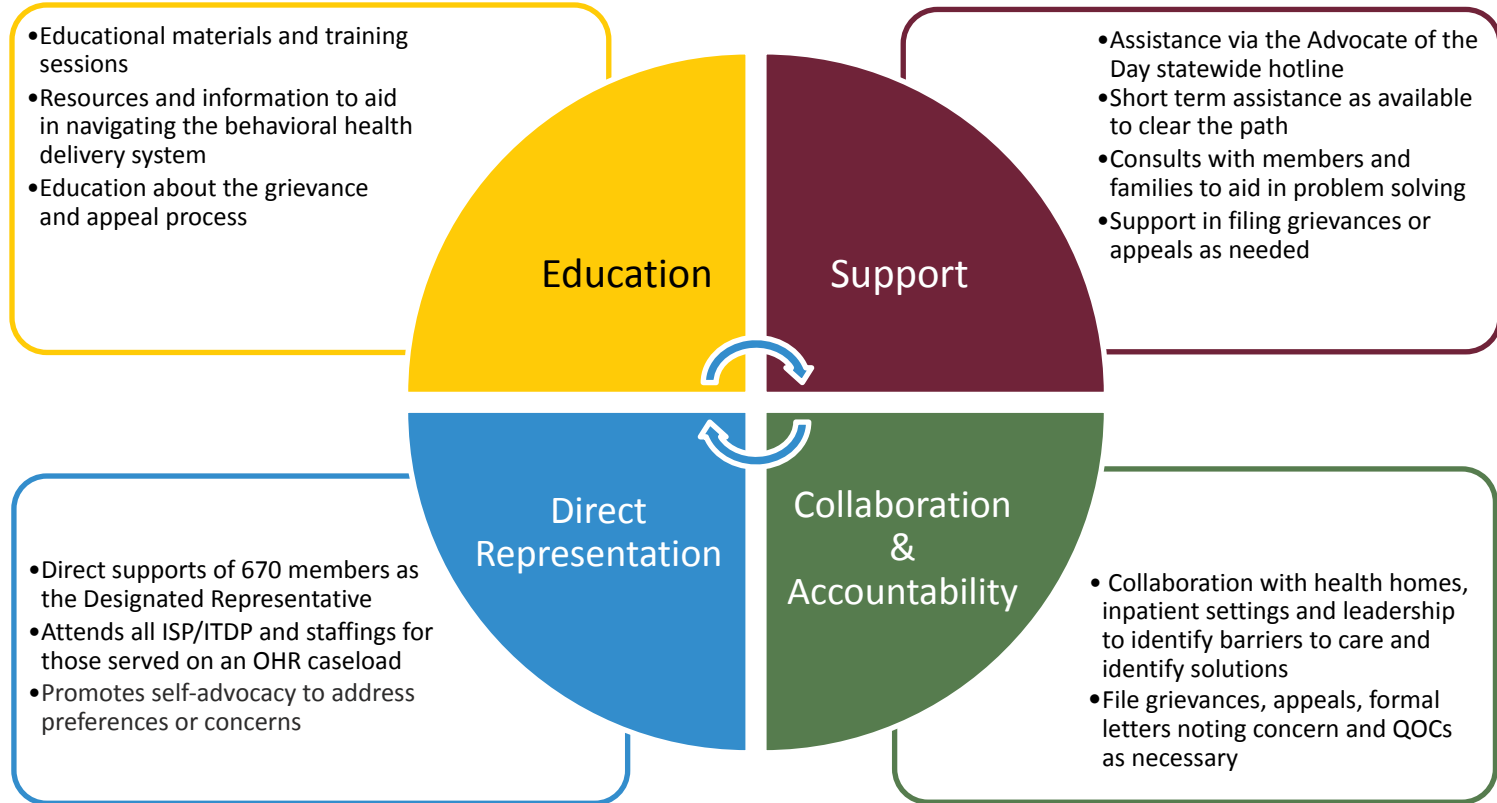 •Educational materials and training
sessions
•Resources and information to aid
in navigating the behavioral health
delivery system
•Education about the grievance
and appeal process
Education
•Assistance via the Advocate of the
Day statewide hotline
•Short term assistance as available
to clear the path
•Consults with members and
families to aid in problem solving
•Support in filing grievances or
appeals as needed
Support
Direct
Representation
•Direct supports of 670 members as
the Designated Representative
•Attends all ISP/ITDP and staffings for
those served on an OHR caseload
•Promotes self-advocacy to address
preferences or concerns
Collaboration
&
Accountability
• Collaboration with health homes,
inpatient settings and leadership
to identify barriers to care and
identify solutions
•File grievances, appeals, formal
letters noting concern and QOCs
as necessary